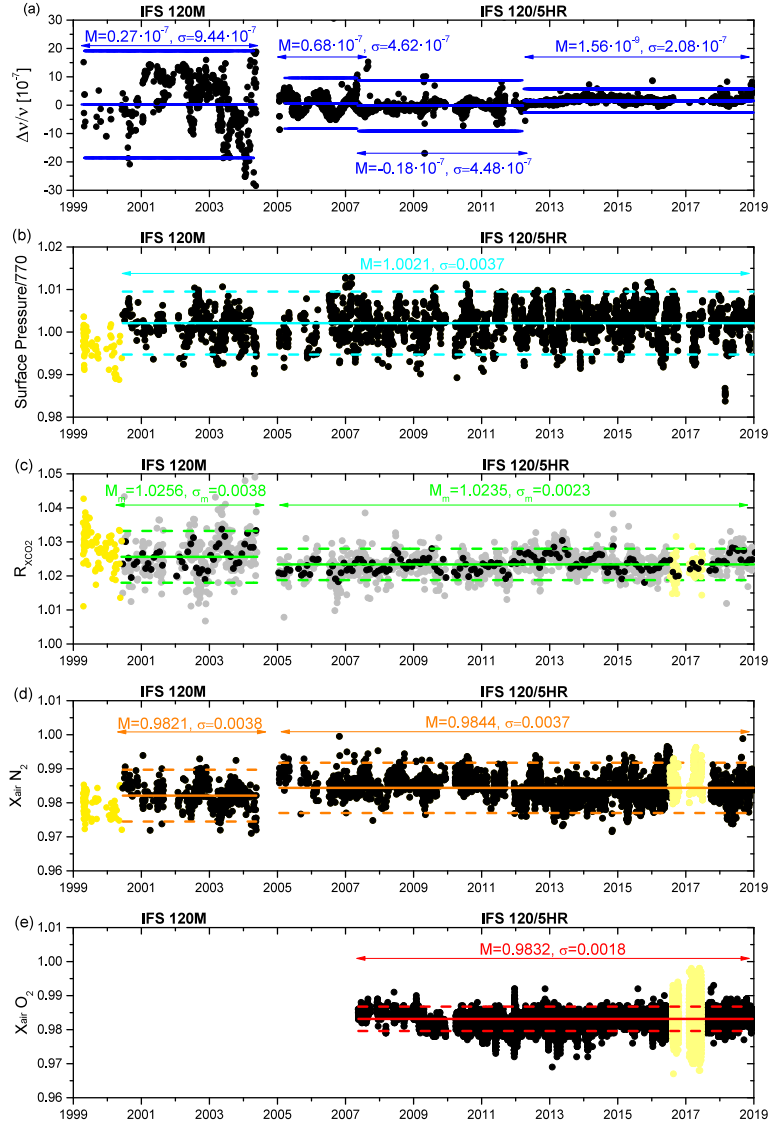 (a)
IFS 120M
IFS 120/5HR
M=0.27·10⁻⁷, σ=9.44·10⁻⁷
M=0.68·10⁻⁷, σ=4.62·10⁻⁷
M=1.56·10⁻⁹, σ=2.08·10⁻⁷
M=-0.18·10⁻⁷, σ=4.48·10⁻⁷
Δν/ν [10⁻⁷]
30
20
10
0
-10
-20
-30
1999 2001 2003 2005 2007 2009 2011 2013 2015 2017 2019
(b)
IFS 120M
IFS 120/5HR
M=1.0021, σ=0.0037
Surface Pressure/770
1.02
1.01
1.00
0.99
0.98
1999 2001 2003 2005 2007 2009 2011 2013 2015 2017 2019
(c)
IFS 120M
IFS 120/5HR
Mₘ=1.0256, σₘ=0.0038
Mₘ=1.0235, σₘ=0.0023
R_XCO2
1.05
1.04
1.03
1.02
1.01
1.00
1999 2001 2003 2005 2007 2009 2011 2013 2015 2017 2019
(d)
IFS 120M
IFS 120/5HR
M=0.9821, σ=0.0038
M=0.9844, σ=0.0037
Xair N₂
1.01
1.00
0.99
0.98
0.97
0.96
1999 2001 2003 2005 2007 2009 2011 2013 2015 2017 2019
(e)
IFS 120M
IFS 120/5HR
M=0.9832, σ=0.0018
Xair O₂
1.01
1.00
0.99
0.98
0.97
0.96
1999 2001 2003 2005 2007 2009 2011 2013 2015 2017 2019